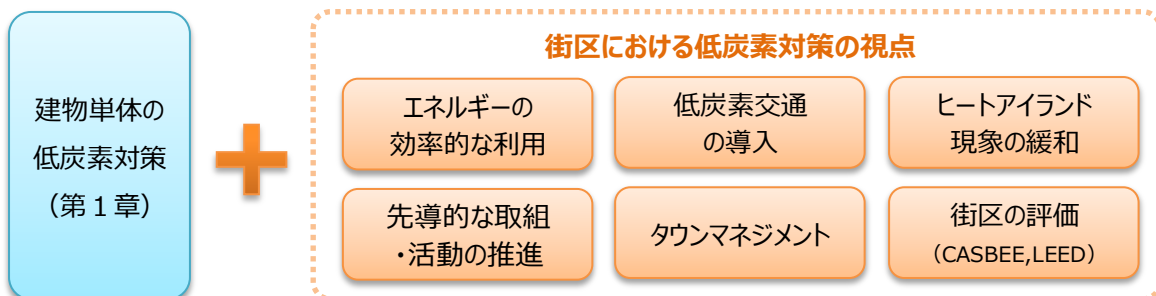 建物単体の
低炭素対策
（第１章）
街区における低炭素対策の視点
エネルギーの
効率的な利用
低炭素交通
の導入
ヒートアイランド
現象の緩和
先導的な取組
・活動の推進
タウンマネジメント
街区の評価
（CASBEE,LEED）